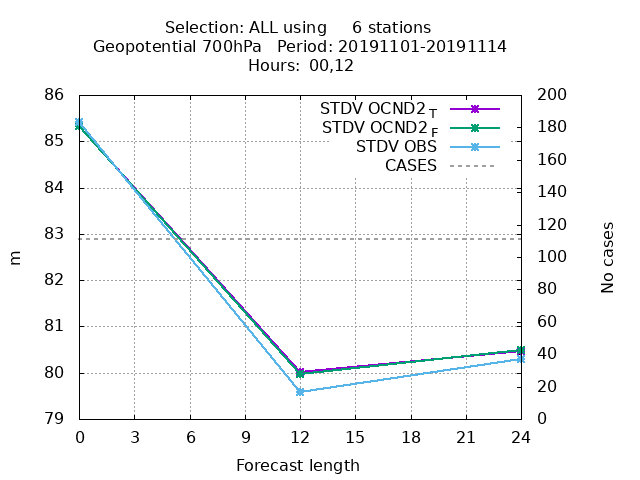 Selection: ALL using     6 stations
Geopotential 700hPa   Period: 20191101-20191114
Hours: 00,12
STDV OCND2 T
STDV OCND2 F
STDV OBS
CASES
86
85
84
83
82
81
80
79
m
200
180
160
140
120
100
80
60
40
20
0
No cases
0 3 6 9 12 15 18 21 24
Forecast length